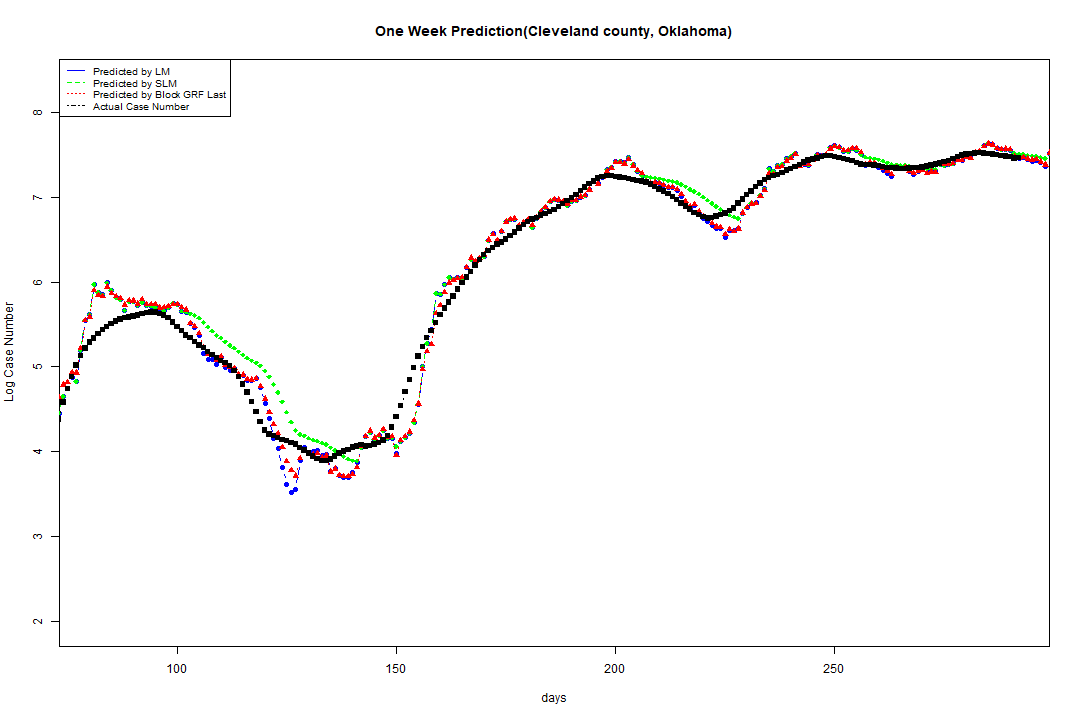 One Week Prediction(Cleveland county, Oklahoma)
Predicted by LM
Predicted by SLM
Predicted by Block GRF Last
Actual Case Number
8
7
6
5
4
3
2
Log Case Number
100 150 200 250
days